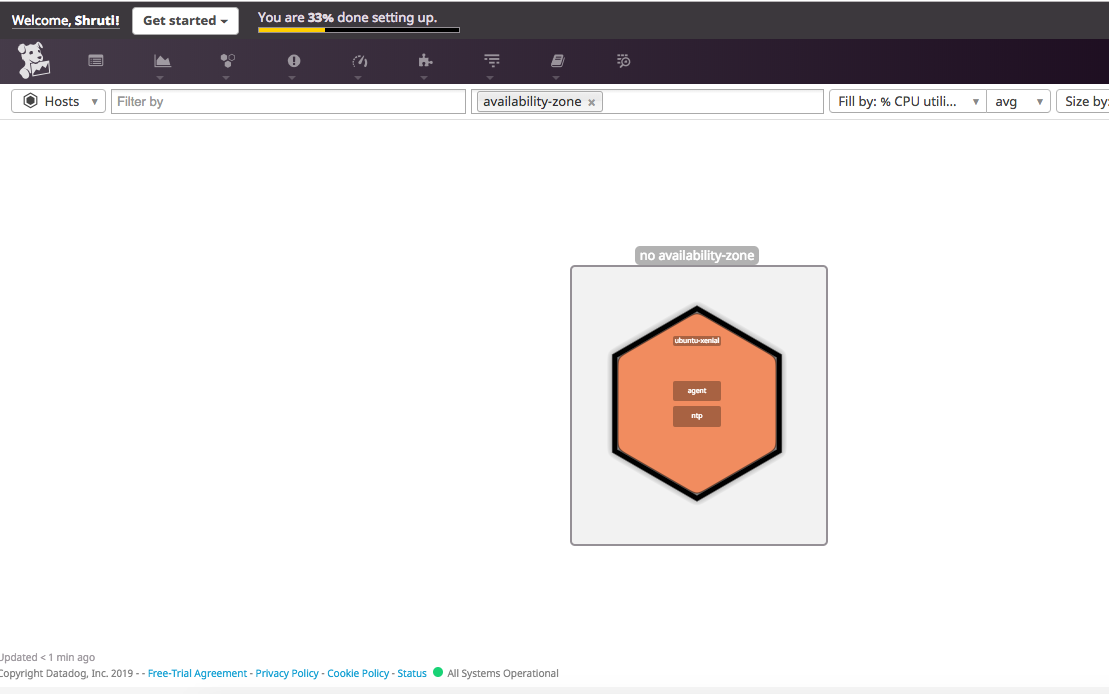 Welcome, Shruti! Get started You are 33% done setting up.
Hosts Filter by availability-zone × Fill by: % CPU utili... avg Size by:
no availability-zone
ubuntu-xenial
agent
ntp
Updated < 1 min ago
Copyright Datadog, Inc. 2019 - - Free-Trial Agreement - Privacy Policy - Cookie Policy - Status All Systems Operational